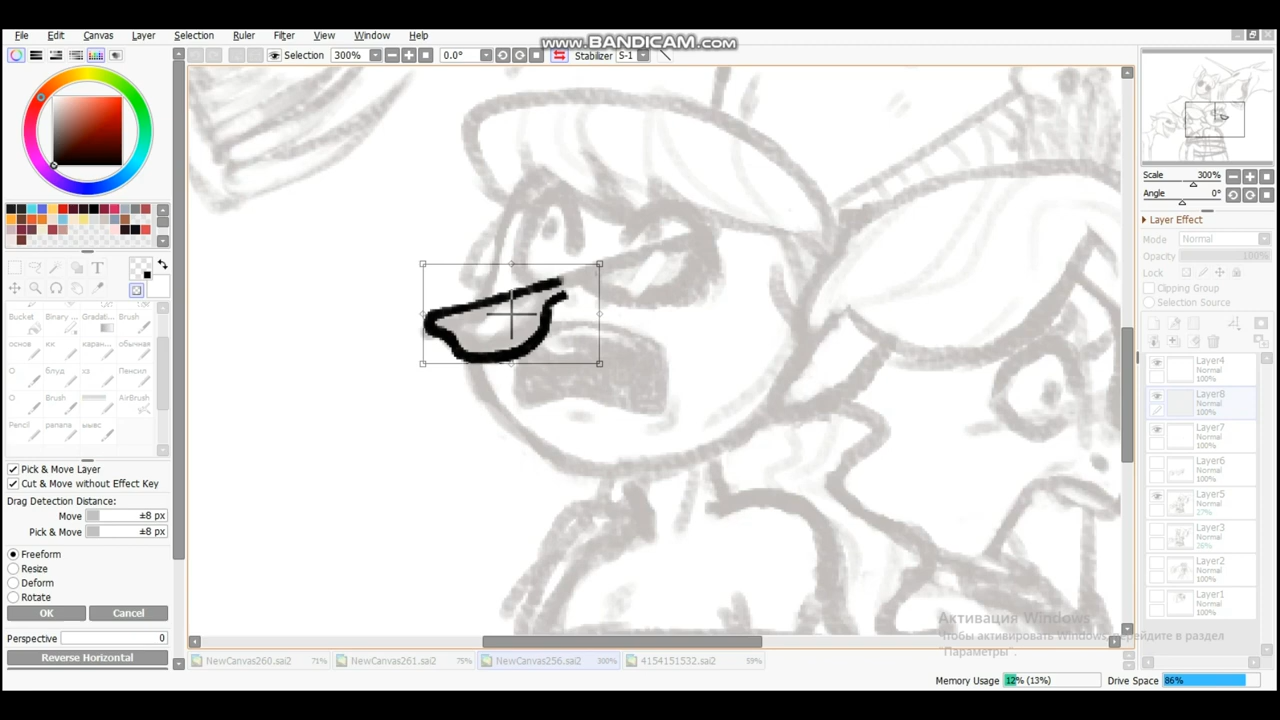 www.BANDICAM.com
File Edit Canvas Layer Selection Ruler Filter View Window Help
Selection 300% 0.0° Stabilizer S-1
Scale 300%
Angle 0°
Layer Effect
Mode Normal
Opacity 100%
Lock
Clipping Group
Selection Source
T
Bucket Binary ... Gradati... Brush
основ кк каран... обычная
О блуд хз Пензил
О Brush AirBrush
Pencil papana мывс
Layer4
Normal
100%
Layer8
Normal
100%
Layer7
Normal
100%
Layer6
Normal
100%
Layer5
Normal
27%
Layer3
Normal
26%
Layer2
Normal
100%
Layer1
Normal
100%
Pick & Move Layer
Cut & Move without Effect Key
Drag Detection Distance:
Move ±8 px
Pick & Move ±8 px
Freeform
Resize
Deform
Rotate
OK Cancel
Perspective 0
Reverse Horizontal
Активация Windows
Чтобы активировать Windows, перейдите в раздел
"Параметры".
NewCanvas260.sai2 71% NewCanvas261.sai2 75% NewCanvas256.sai2 300% 4154151532.sai2 59%
Memory Usage 12% (13%) Drive Space 86%